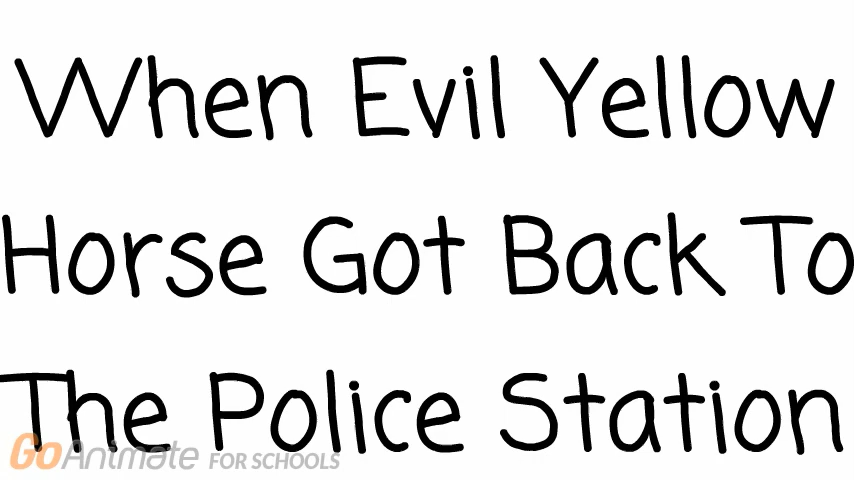 When Evil Yellow
Horse Got Back To
The Police Station
GoAnimate FOR SCHOOLS